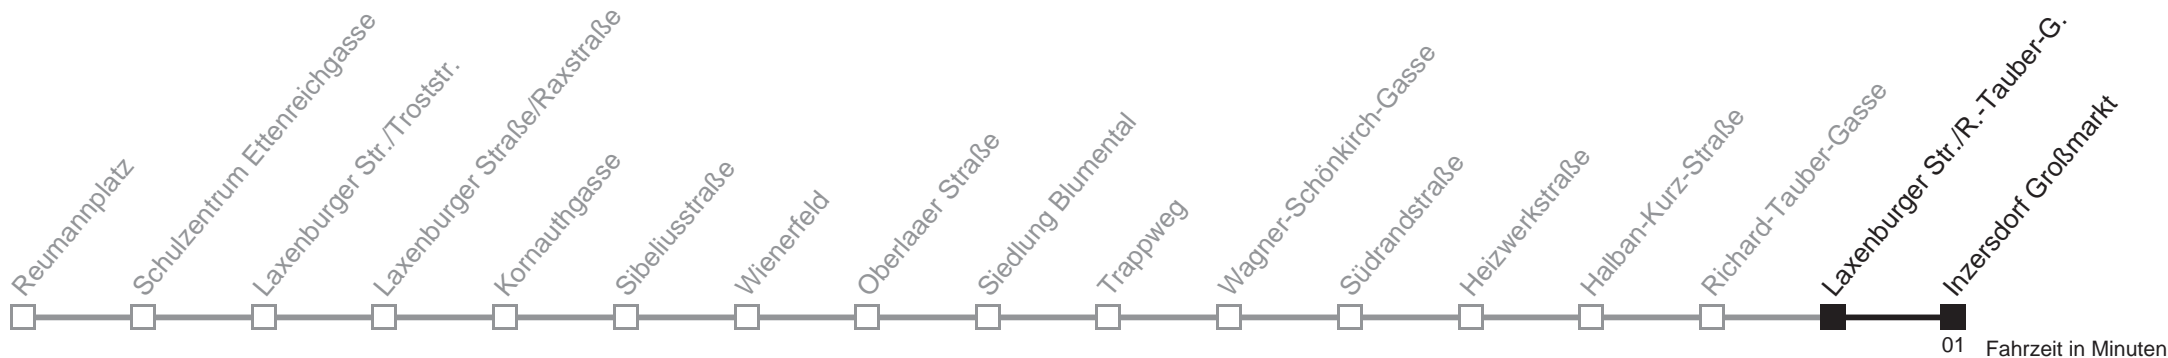 Reumannplatz
Schulzentrum Ettenreichgasse
Laxenburger Str./Troststr.
Laxenburger Straße/Raxstraße
Kornauthgasse
Sibeliusstraße
Wienerfeld
Oberlaaer Straße
Siedlung Blumental
Trappweg
Wagner-Schönkirch-Gasse
Südrandstraße
Heizwerkstraße
Halban-Kurz-Straße
Richard-Tauber-Gasse
Laxenburger Str./R.-Tauber-G.
Inzersdorf Großmarkt
01 Fahrzeit in Minuten